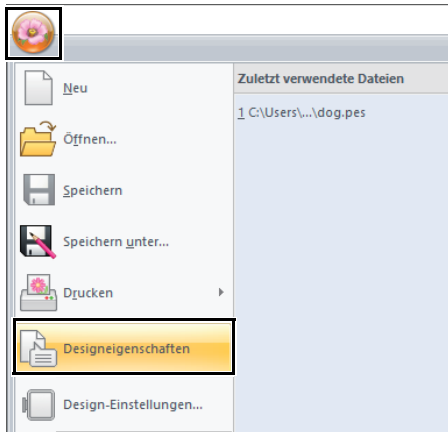 Neu
Öffnen...
Speichern
Speichern unter...
Drucken
Designeigenschaften
Design-Einstellungen...
Zuletzt verwendete Dateien
1 C:\Users\...\dog.pes